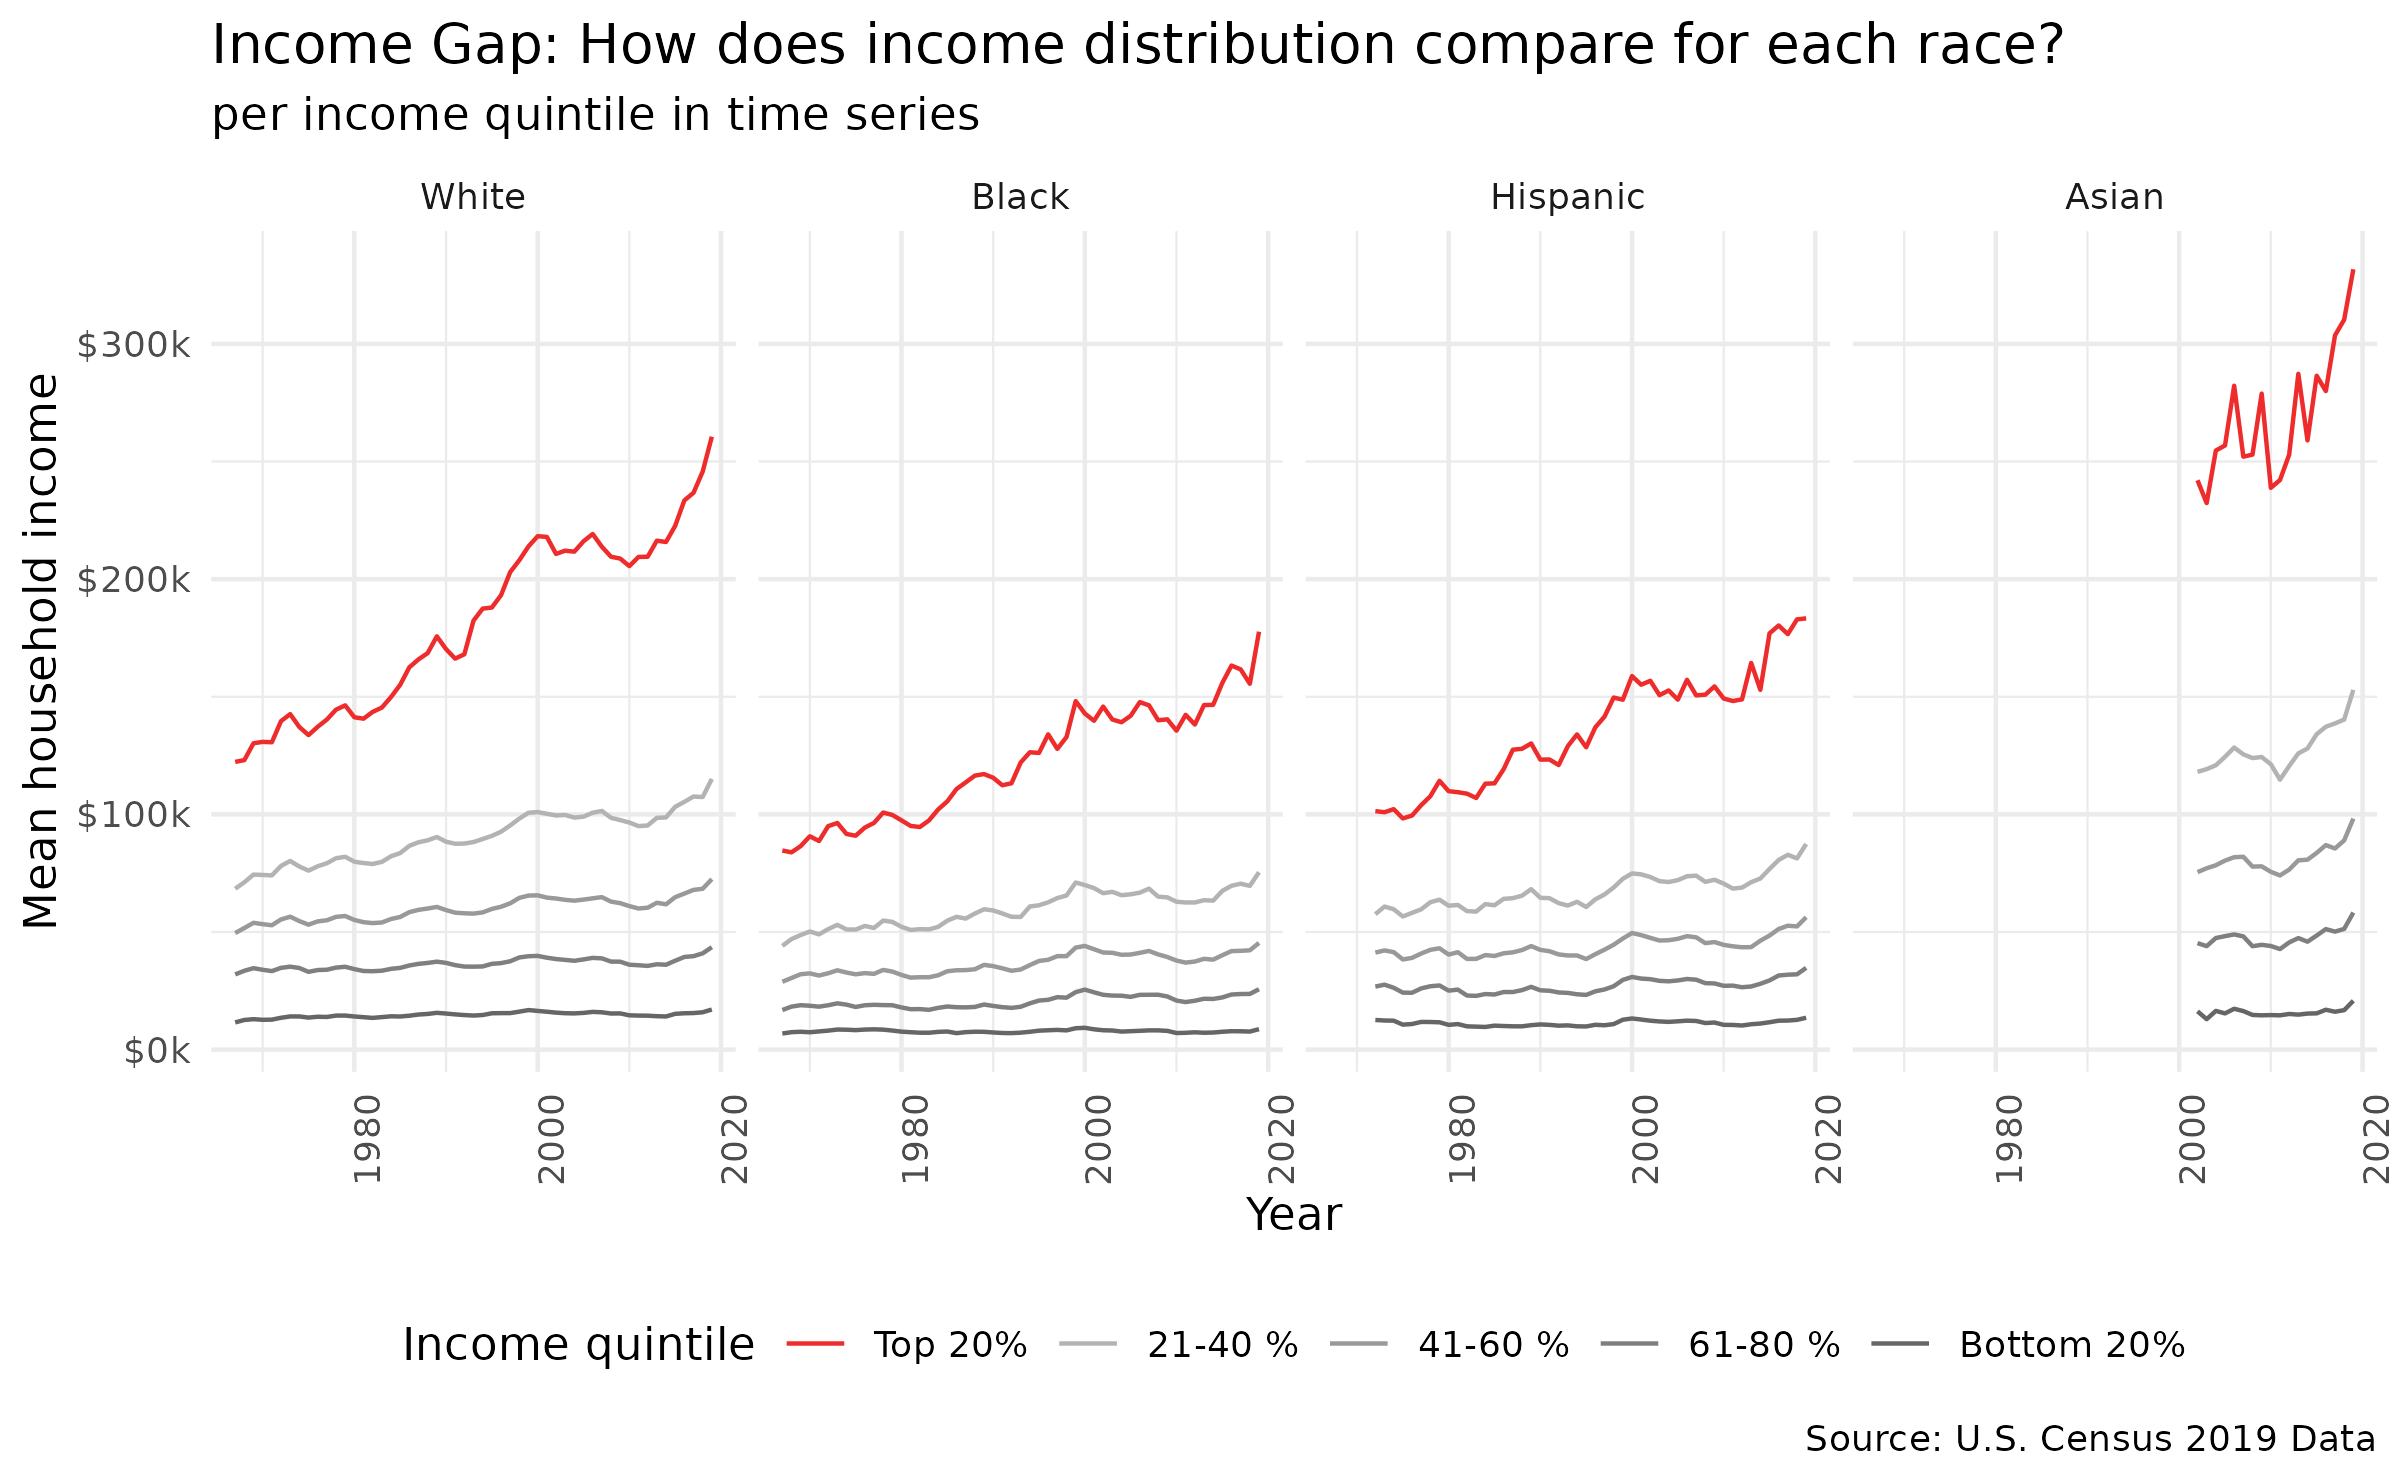 Income Gap: How does income distribution compare for each race?
per income quintile in time series
White
Black
Hispanic
Asian
Mean household income
$300k
$200k
$100k
$0k
1980
2000
2020
1980
2000
2020
1980
2000
2020
1980
2000
2020
Year
Income quintile
Top 20%
21-40 %
41-60 %
61-80 %
Bottom 20%
Source: U.S. Census 2019 Data